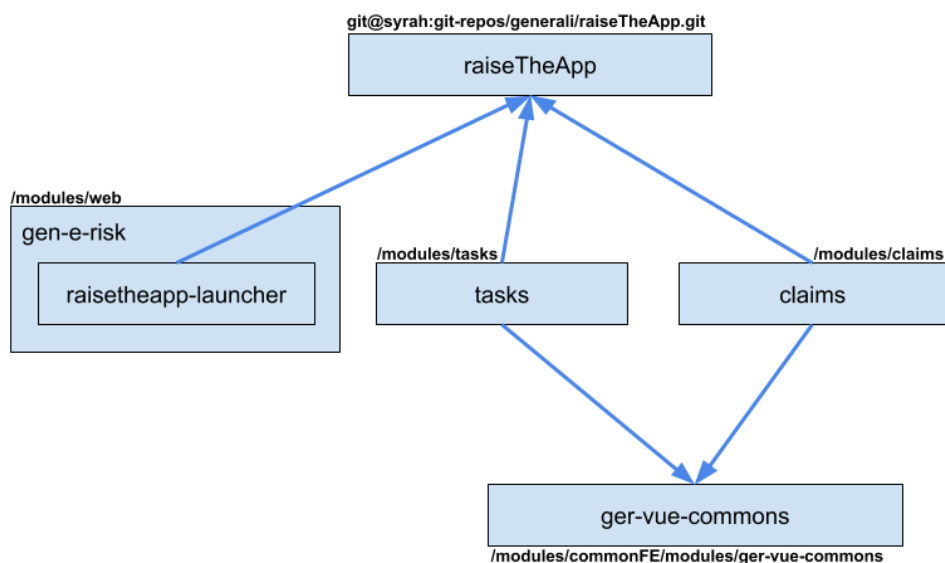 git@syrah:git-repos/generali/raiseTheApp.git
raiseTheApp
/modules/web
gen-e-risk
raisetheapp-launcher
/modules/tasks
tasks
/modules/claims
claims
ger-vue-commons
/modules/commonFE/modules/ger-vue-commons